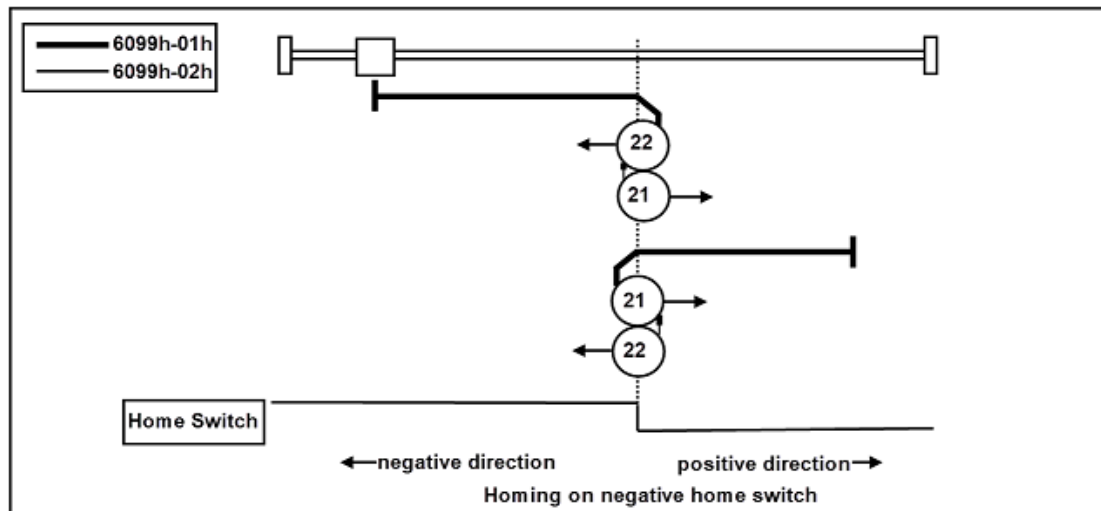 6099h-01h
6099h-02h
22
21
21
22
Home Switch
negative direction
positive direction
Homing on negative home switch